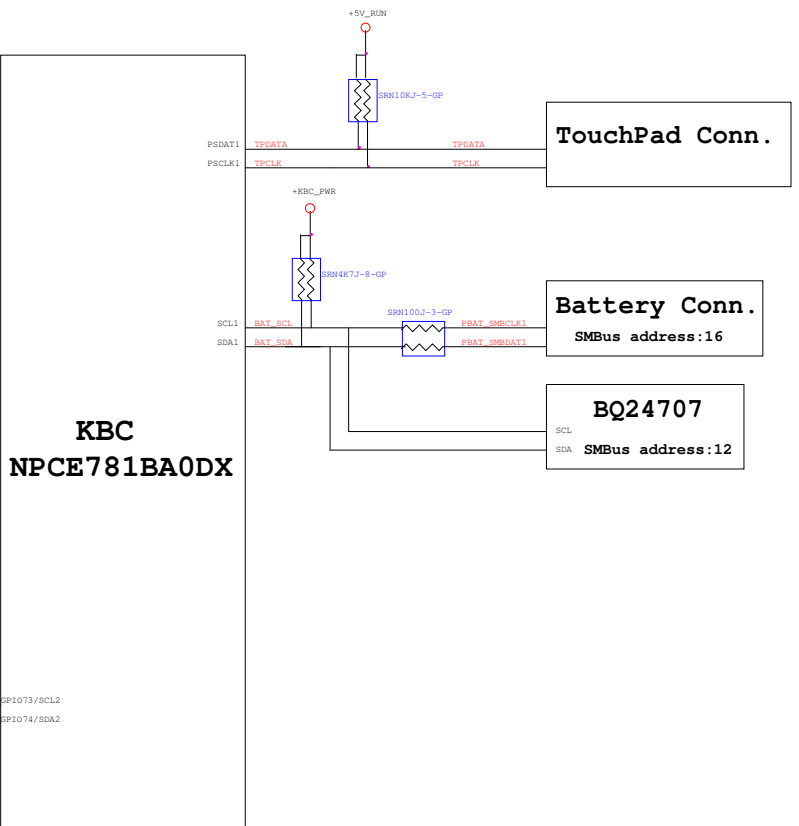 +5V_RUN
SRN10KJ-5-GP
PSDAT1 TPDATA TPDATA
PSCLK1 TPCLK TPCLK
TouchPad Conn.
+KBC_PWR
SRN4K7J-8-GP
SRN100J-3-GP
SCL1 BAT_SCL PBAT_SMBCLK1
SDA1 BAT_SDA PBAT_SMBDAT1
Battery Conn.
SMBus address:16
BQ24707
SCL
SDA SMBus address:12
KBC
NPCE781BA0DX
GPIO73/SCL2
GPIO74/SDA2